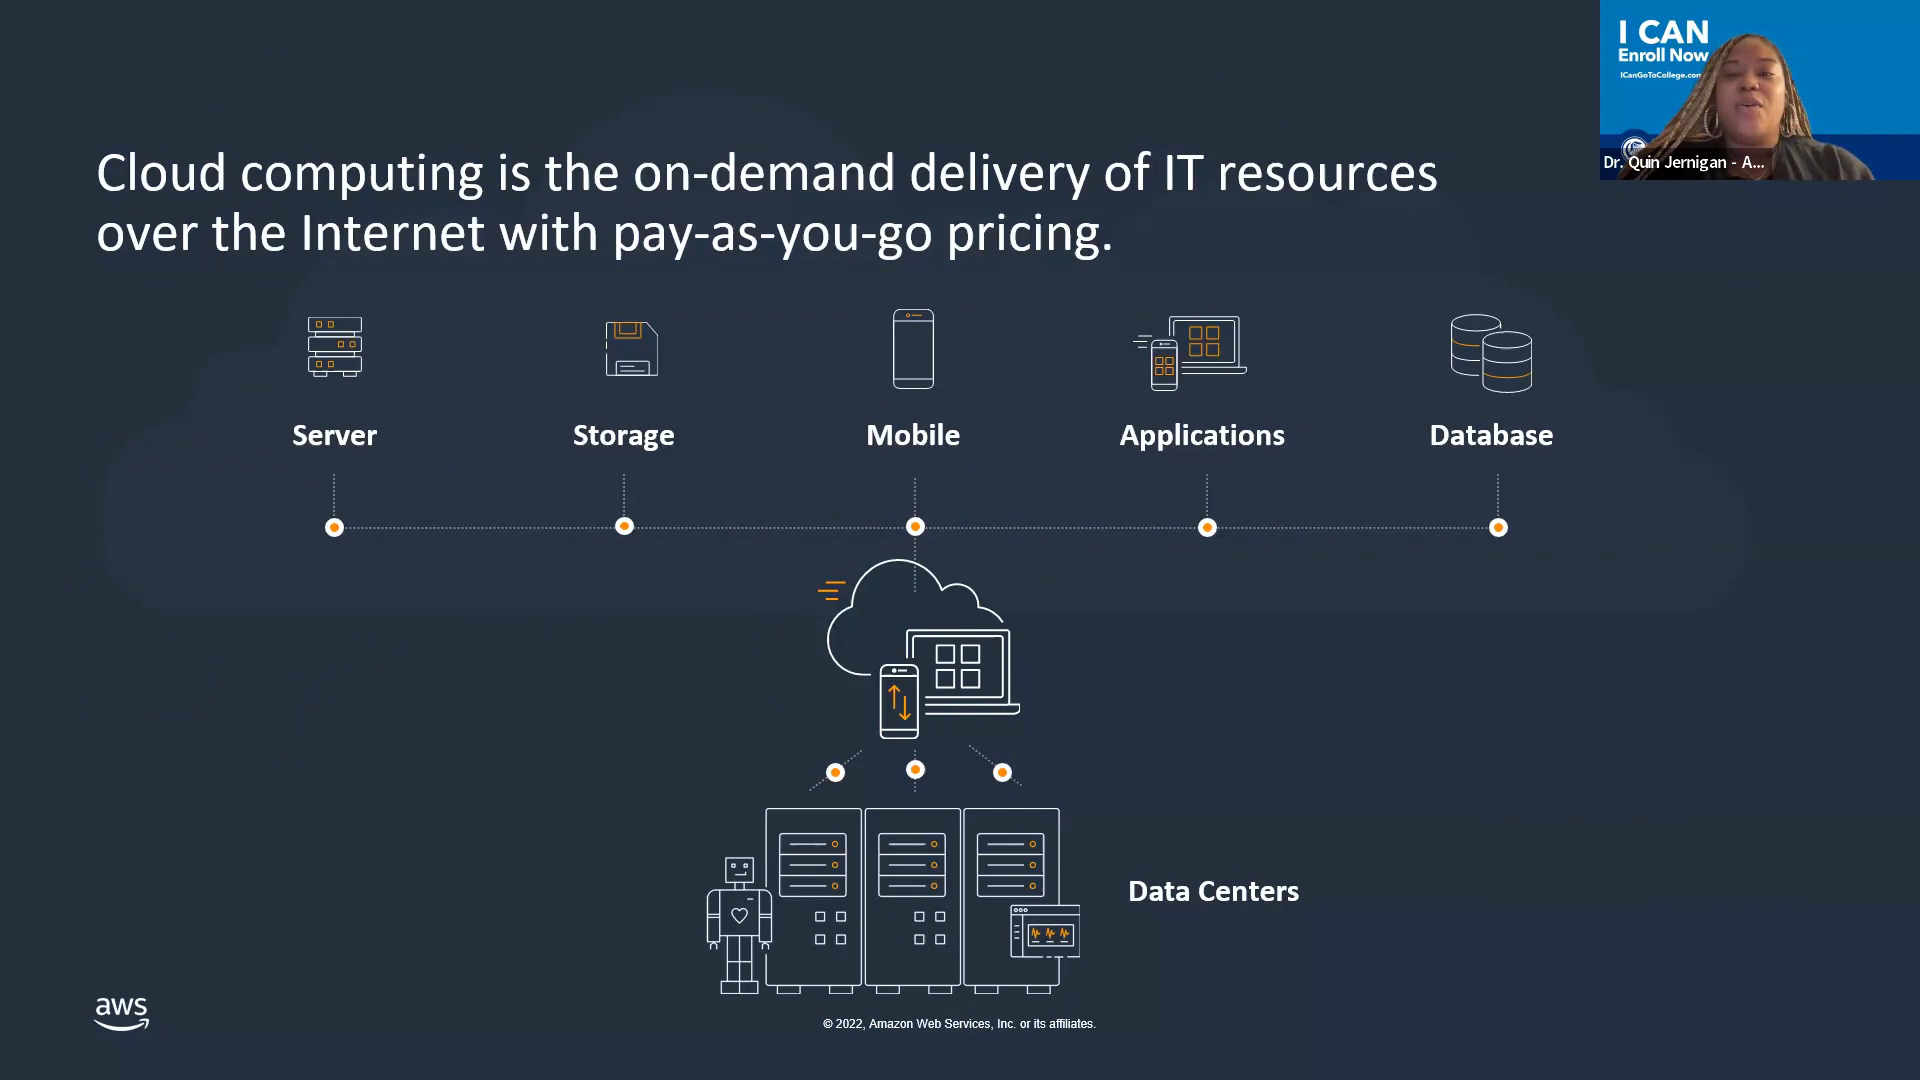 I CAN
Enroll Now
ICanGoToCollege.com
Dr. Quin Jernigan - A...
Cloud computing is the on-demand delivery of IT resources
over the Internet with pay-as-you-go pricing.
Server
Storage
Mobile
Applications
Database
Data Centers
aws
© 2022, Amazon Web Services, Inc. or its affiliates.